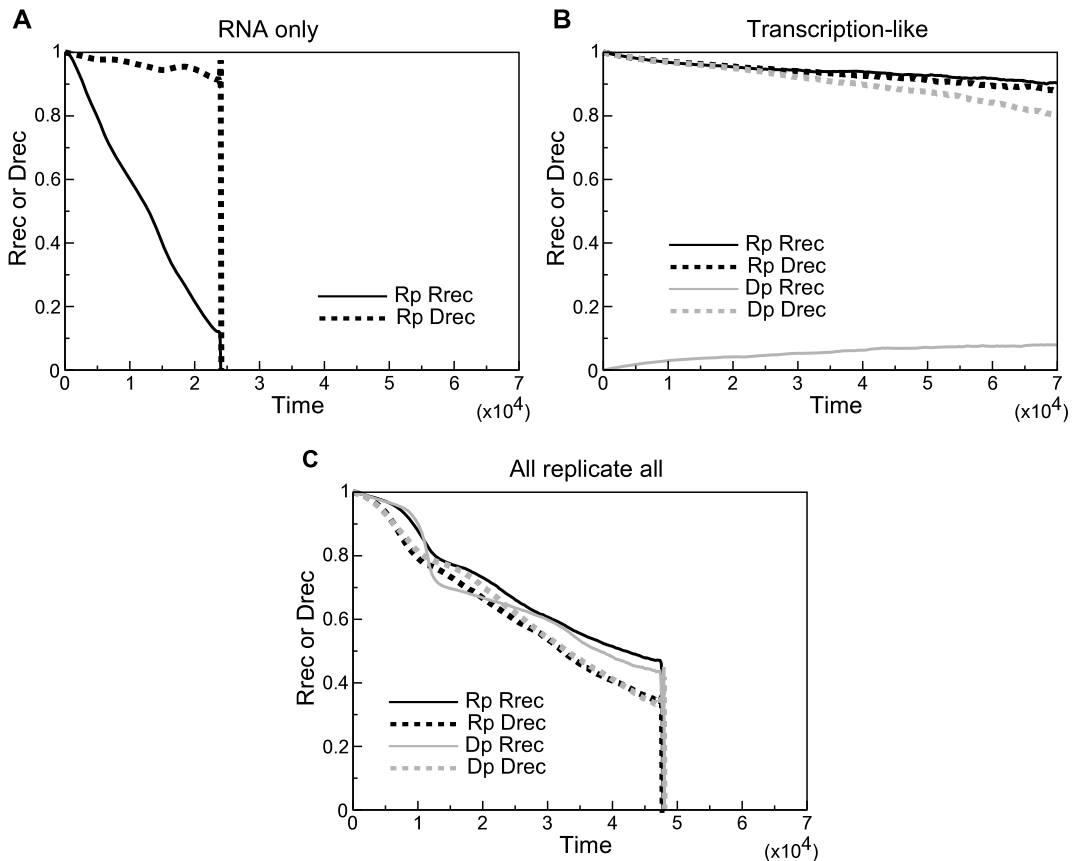 A
RNA only
Rrec or Drec
1
0.8
0.6
0.4
0.2
0
Rp Rrec
Rp Drec
0 1 2 3 4 5 6 7
Time
(x10⁴)
B
Transcription-like
Rrec or Drec
1
0.8
0.6
0.4
0.2
0
Rp Rrec
Rp Drec
Dp Rrec
Dp Drec
0 1 2 3 4 5 6 7
Time
(x10⁴)
C
All replicate all
Rrec or Drec
1
0.8
0.6
0.4
0.2
0
Rp Rrec
Rp Drec
Dp Rrec
Dp Drec
0 1 2 3 4 5 6 7
Time
(x10⁴)